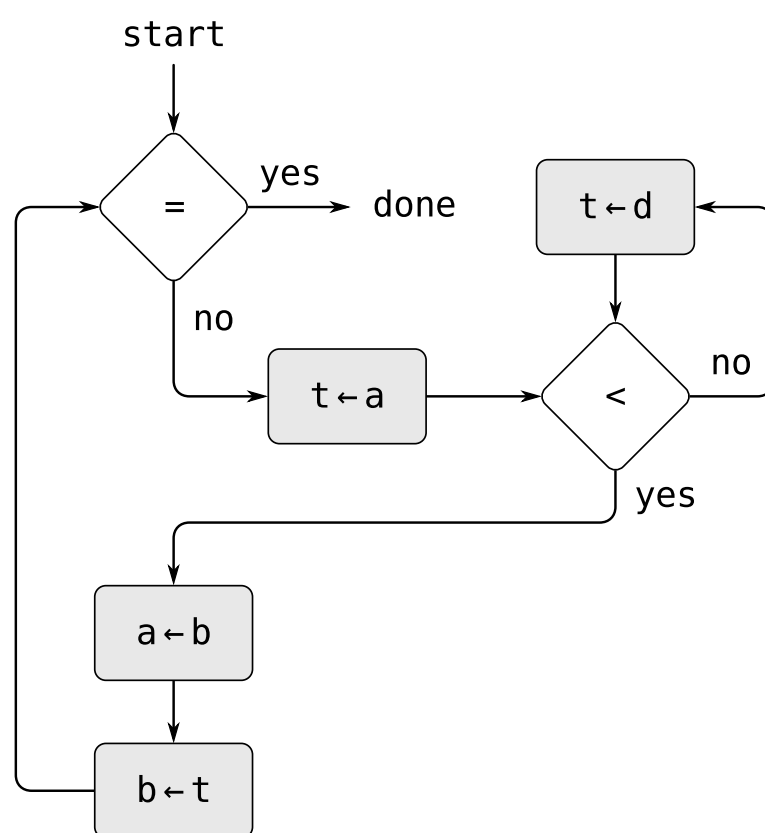 start
=
yes
done
t←d
no
t←a
<
no
yes
a←b
b←t